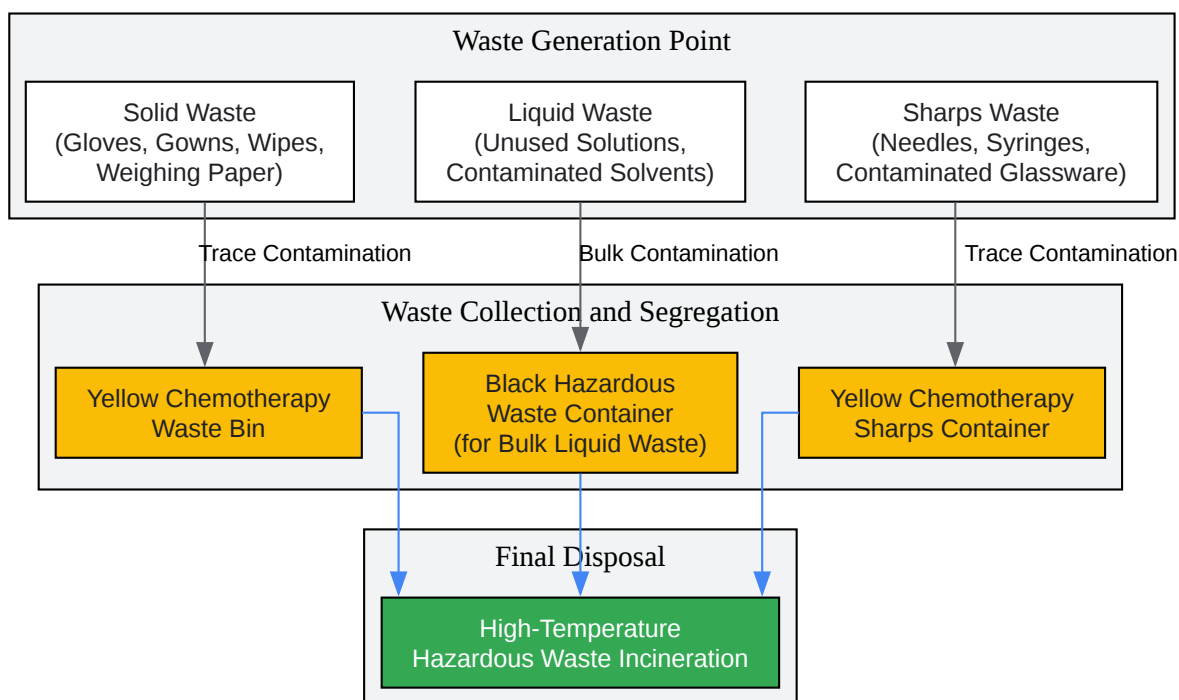 Waste Generation Point
Solid Waste
(Gloves, Gowns, Wipes,
Weighing Paper)
Liquid Waste
(Unused Solutions,
Contaminated Solvents)
Sharps Waste
(Needles, Syringes,
Contaminated Glassware)
Trace Contamination
Bulk Contamination
Trace Contamination
Waste Collection and Segregation
Yellow Chemotherapy
Waste Bin
Black Hazardous
Waste Container
(for Bulk Liquid Waste)
Yellow Chemotherapy
Sharps Container
Final Disposal
High-Temperature
Hazardous Waste Incineration